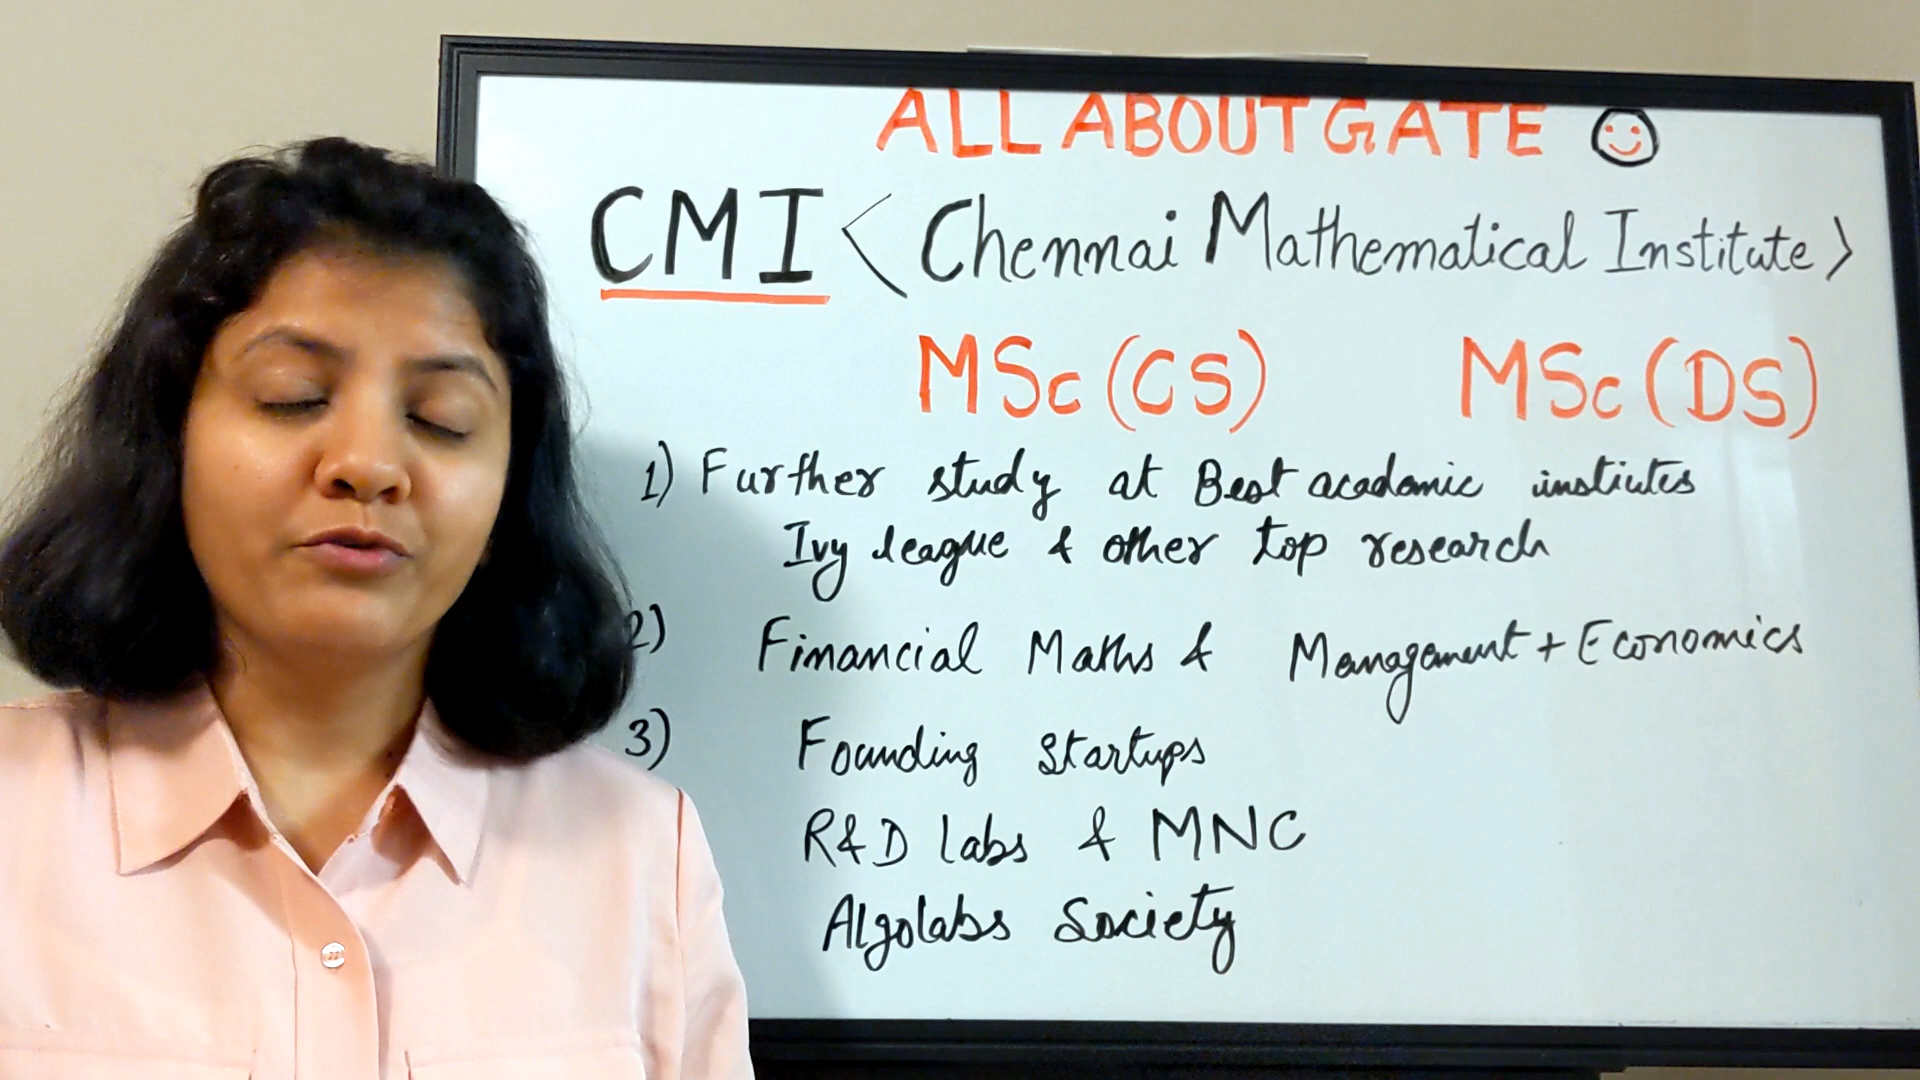 ALL ABOUT GATE
CMI < Chennai Mathematical Institute >
MSc (CS) MSc (DS)
1) Further study at Best academic instiutes
Ivy league & other top research
2) Financial Maths & Management + Economics
3) Founding Startups
R&D labs & MNC
Algolabs Society